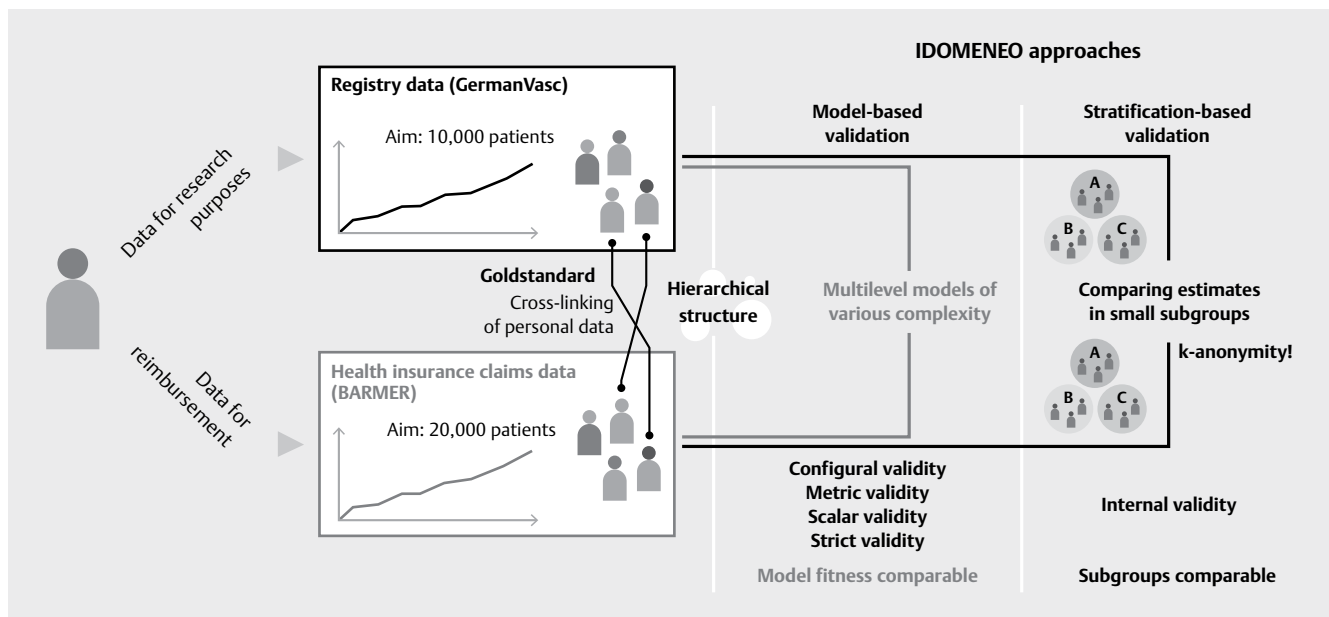 IDOMENEO approaches
Data for research
purposes
Data for
reimbursement
Registry data (GermanVasc)
Aim: 10,000 patients
Goldstandard
Cross-linking
of personal data
Health insurance claims data
(BARMER)
Aim: 20,000 patients
Hierarchical
structure
Model-based
validation
Multilevel models of
various complexity
Configural validity
Metric validity
Scalar validity
Strict validity
Model fitness comparable
Stratification-based
validation
A
B C
Comparing estimates
in small subgroups
k-anonymity!
A
B C
Internal validity
Subgroups comparable